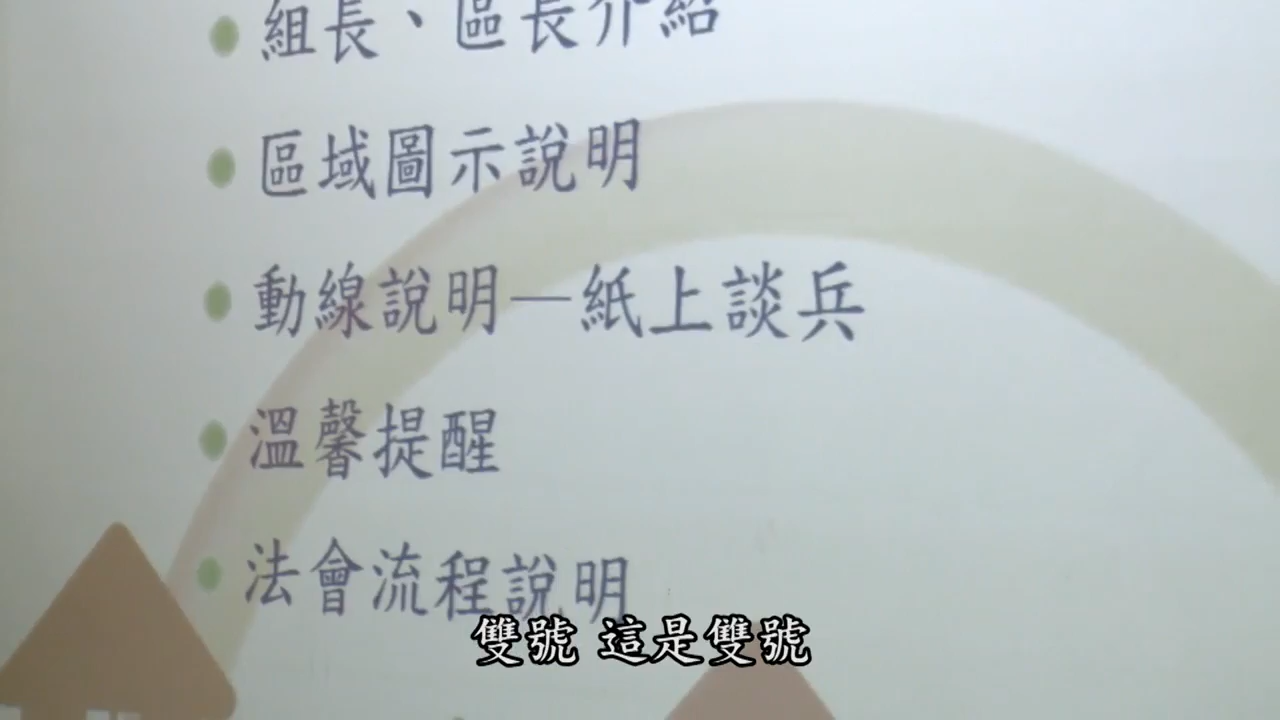 組長、區長介紹
區域圖示說明
動線說明—紙上談兵
溫馨提醒
法會流程說明
雙號 這是雙號